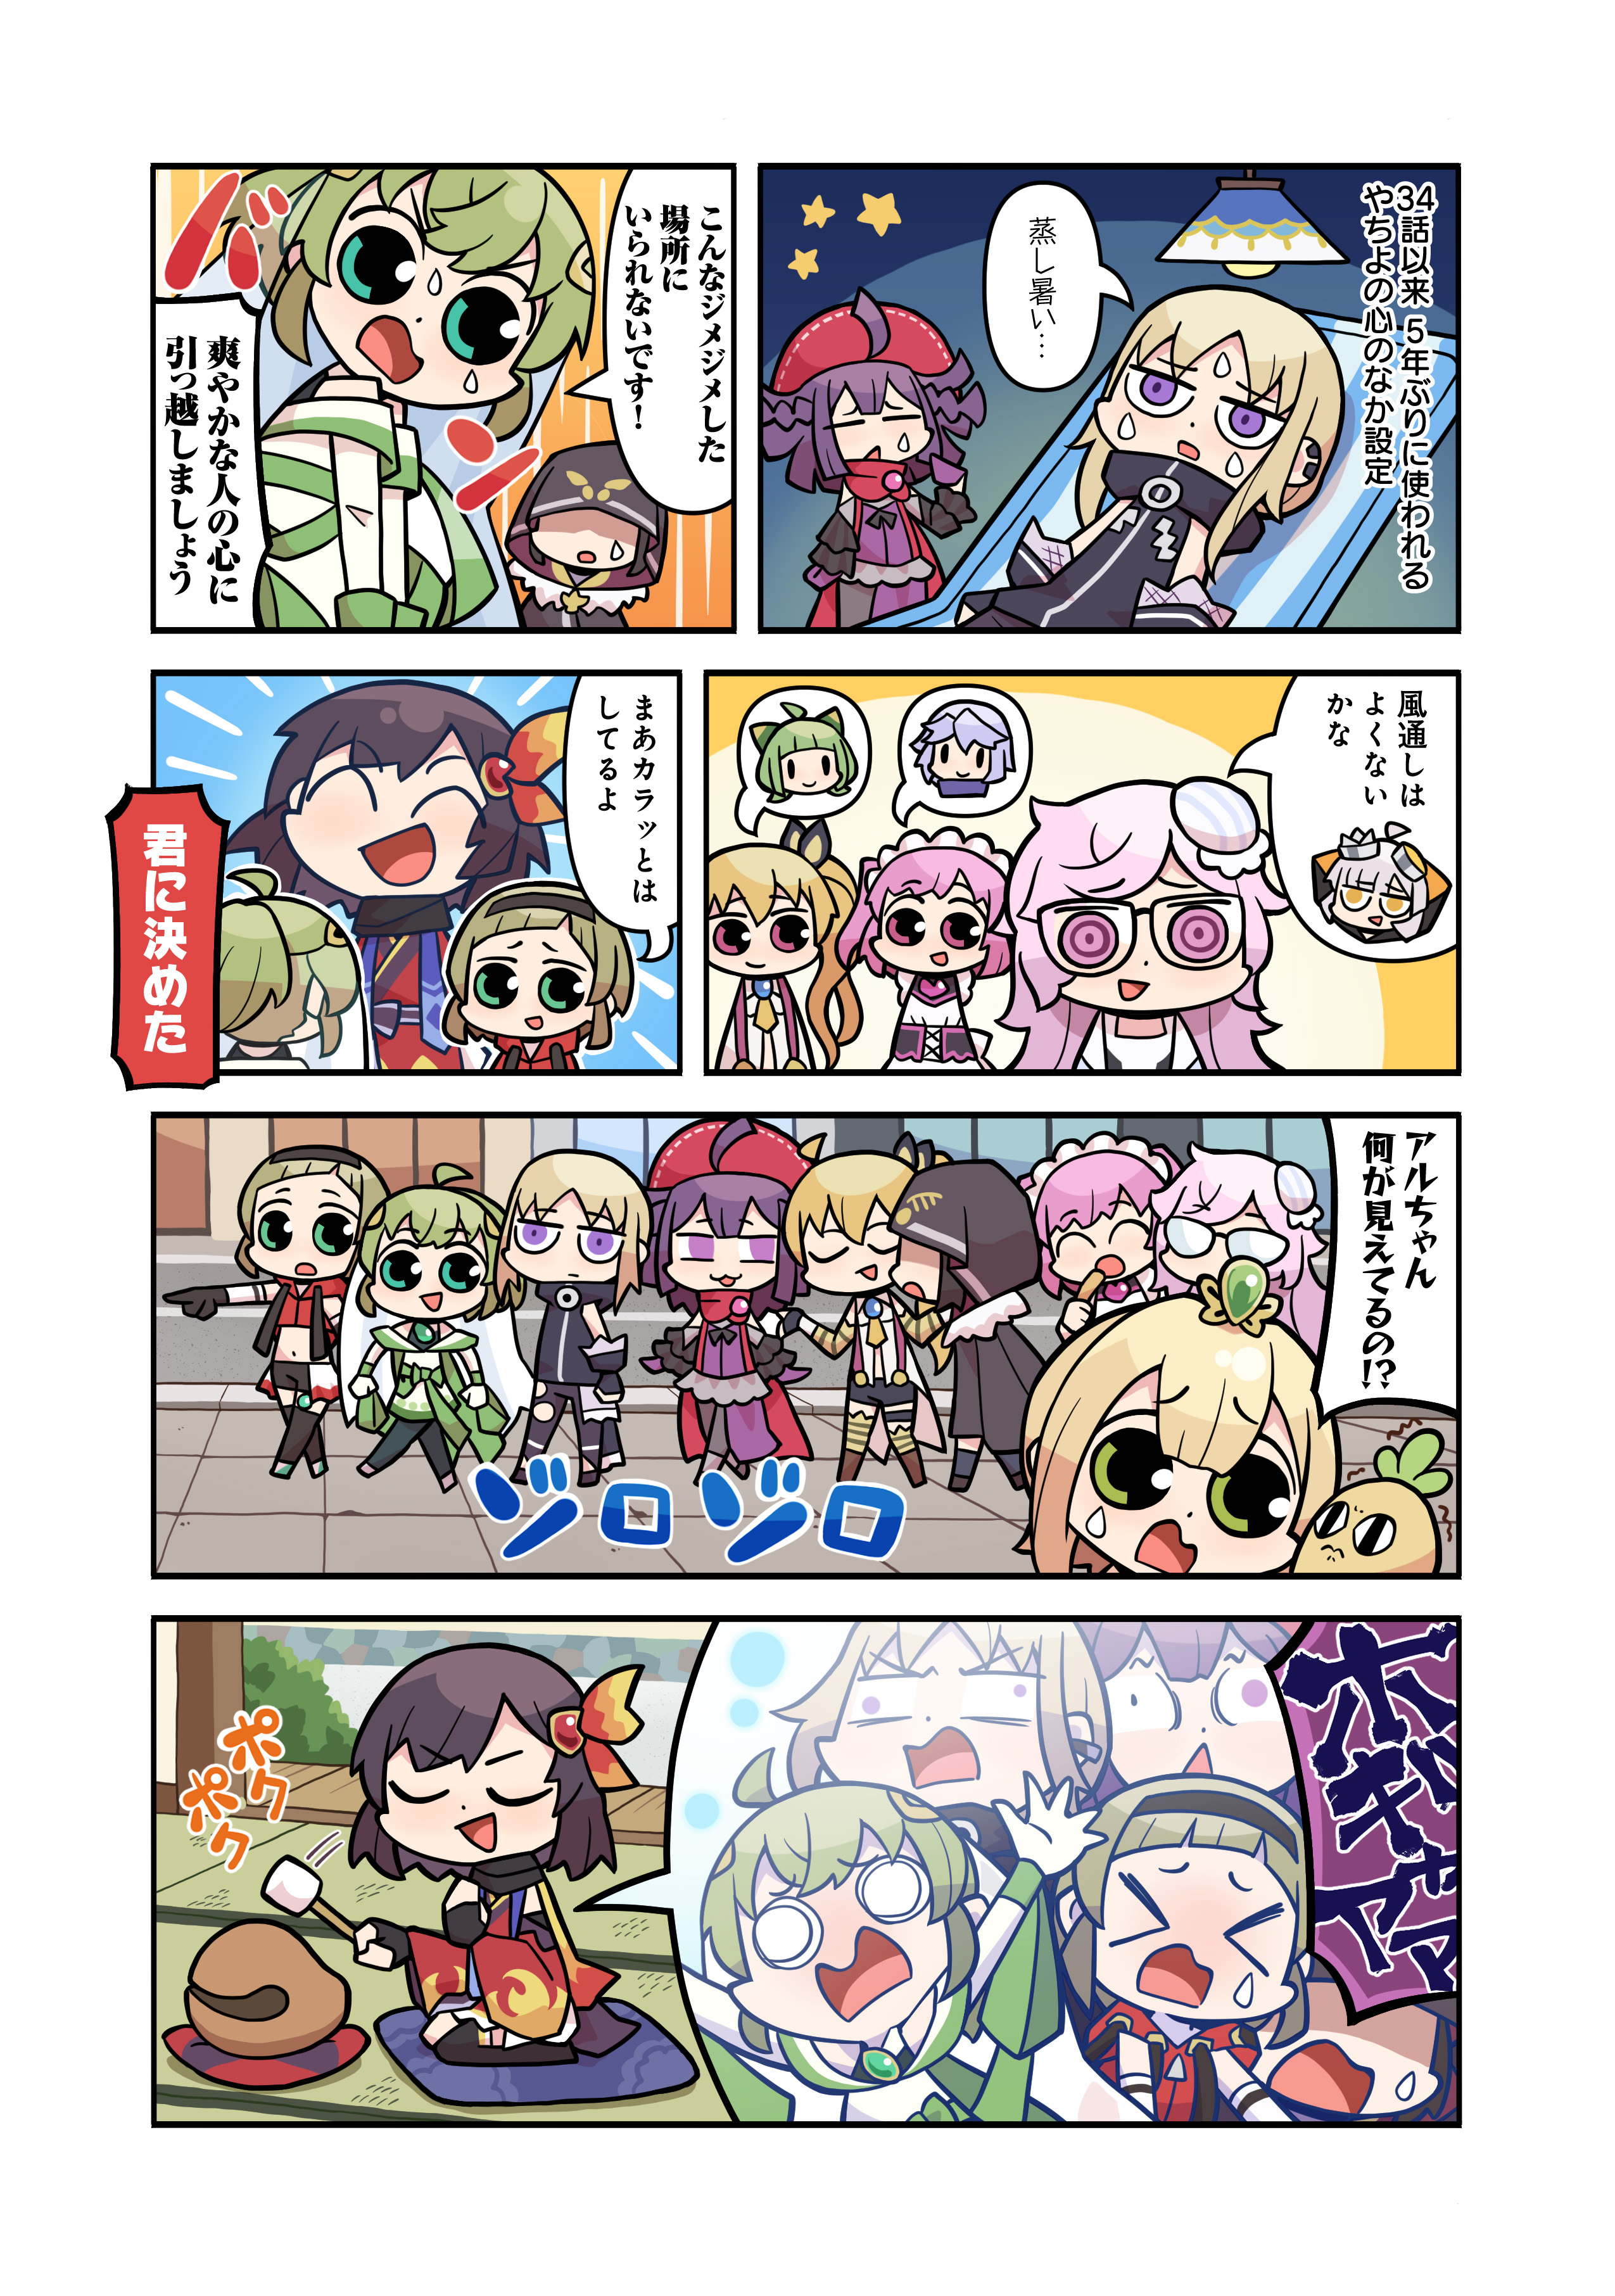 34話以来 5年ぶりに使われる
やちよの心のなか設定
蒸し暑い…
こんなジメジメした
場所に
いられないです!
バン
爽やかな人の心に
引っ越しましょう
風通しは
よくない
かな
まあカラッとは
してるよ
君に決めた
アルちゃん
何が見えてるの!?
ゾロゾロ
ホギャアアア
ポク
ポク